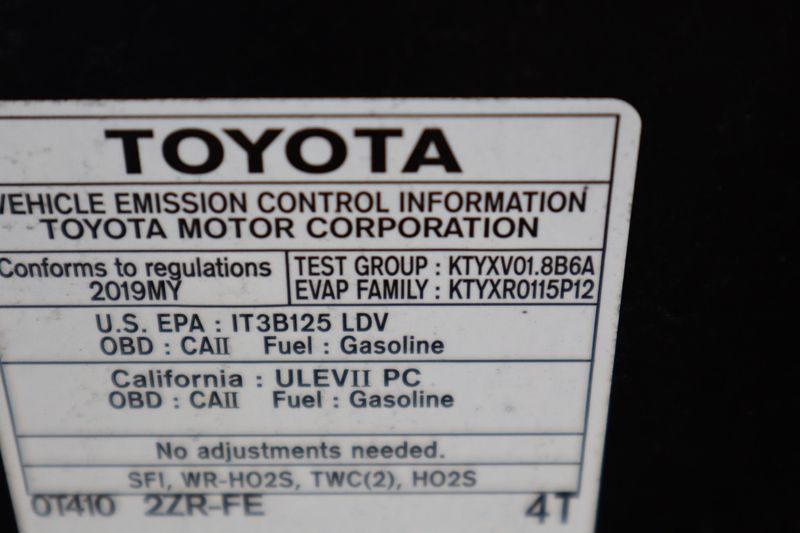 TOYOTA
VEHICLE EMISSION CONTROL INFORMATION
TOYOTA MOTOR CORPORATION
Conforms to regulations
2019MY
TEST GROUP : KTYXV01.8B6A
EVAP FAMILY : KTYXR0115P12
U.S. EPA : IT3B125 LDV
OBD : CAII Fuel : Gasoline
California : ULEVII PC
OBD : CAII Fuel : Gasoline
No adjustments needed.
SFI, WR-HO2S, TWC(2), HO2S
0T410 2ZR-FE 4T